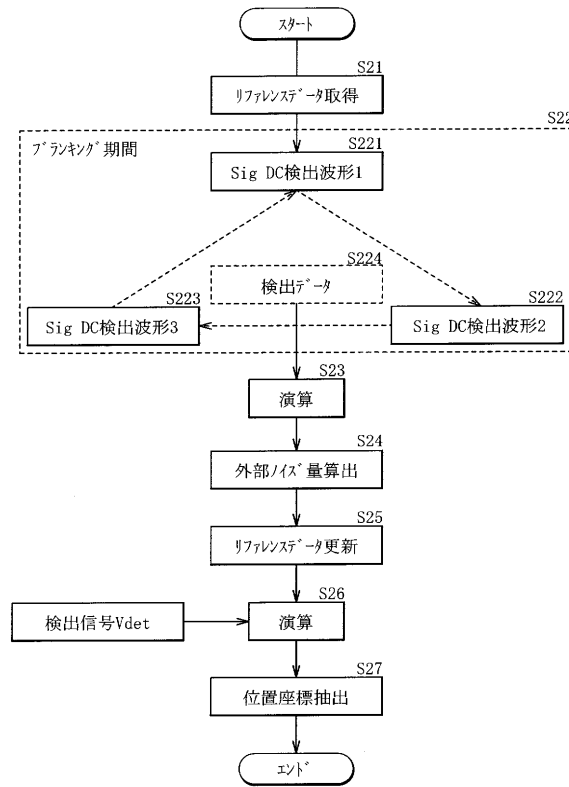 スタート
S21
リファレンスデータ取得
S22
ブランキング期間
S221
Sig DC検出波形1
S224
検出データ
S223
Sig DC検出波形3
S222
Sig DC検出波形2
S23
演算
S24
外部ノイズ量算出
S25
リファレンスデータ更新
S26
検出信号Vdet
演算
S27
位置座標抽出
エンド